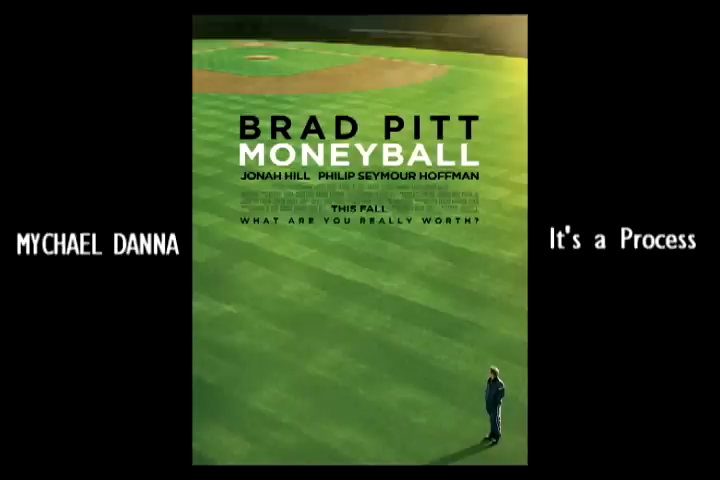 BRAD PITT
MONEYBALL
JONAH HILL PHILIP SEYMOUR HOFFMAN
THIS FALL
WHAT ARE YOU REALLY WORTH?
MYCHAEL DANNA
It's a Process